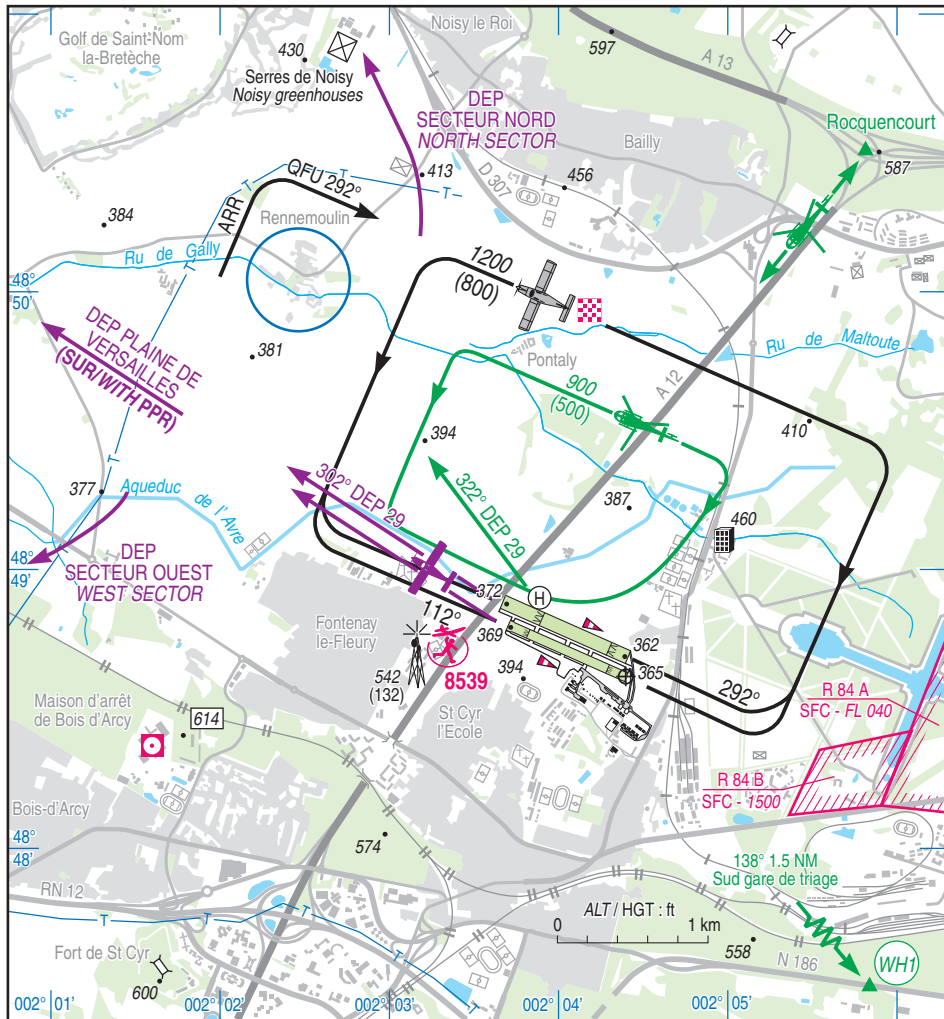 Golf de Saint-Nom
la-Bretèche
430
Serres de Noisy
Noisy greenhouses
Noisy le Roi
597
A 13
DEP
SECTEUR NORD
NORTH SECTOR
Bailly
Rocquencourt
587
QFU 292°
ARR
413
T
T
D 307
456
384
Rennemoulin
Ru de Gally
48°
50'
1200
(800)
DEP PLAINE DE
VERSAILLES
(SUR/WITH PPR)
381
Pontaly
A 12
Ru de Maltoute
900
(500)
410
394
377
T
Aqueduc de l'Avre
302° DEP 29
322° DEP 29
387
460
48°
49'
DEP
SECTEUR OUEST
WEST SECTOR
372
H
112°
Fontenay
le-Fleury
369
362
365
8539
542
(132)
394
292°
Maison d'arrêt
de Bois d'Arcy
614
St Cyr
l'Ecole
R 84 A
SFC - FL 040
R 84 B
SFC - 1500
Bois-d'Arcy
574
48°
48'
RN 12
138° 1.5 NM
Sud gare de triage
T
T
T
T
ALT / HGT : ft
0
1 km
Fort de St Cyr
600
558
N 186
WH1
002° 01'
002° 02'
002° 03'
002° 04'
002° 05'